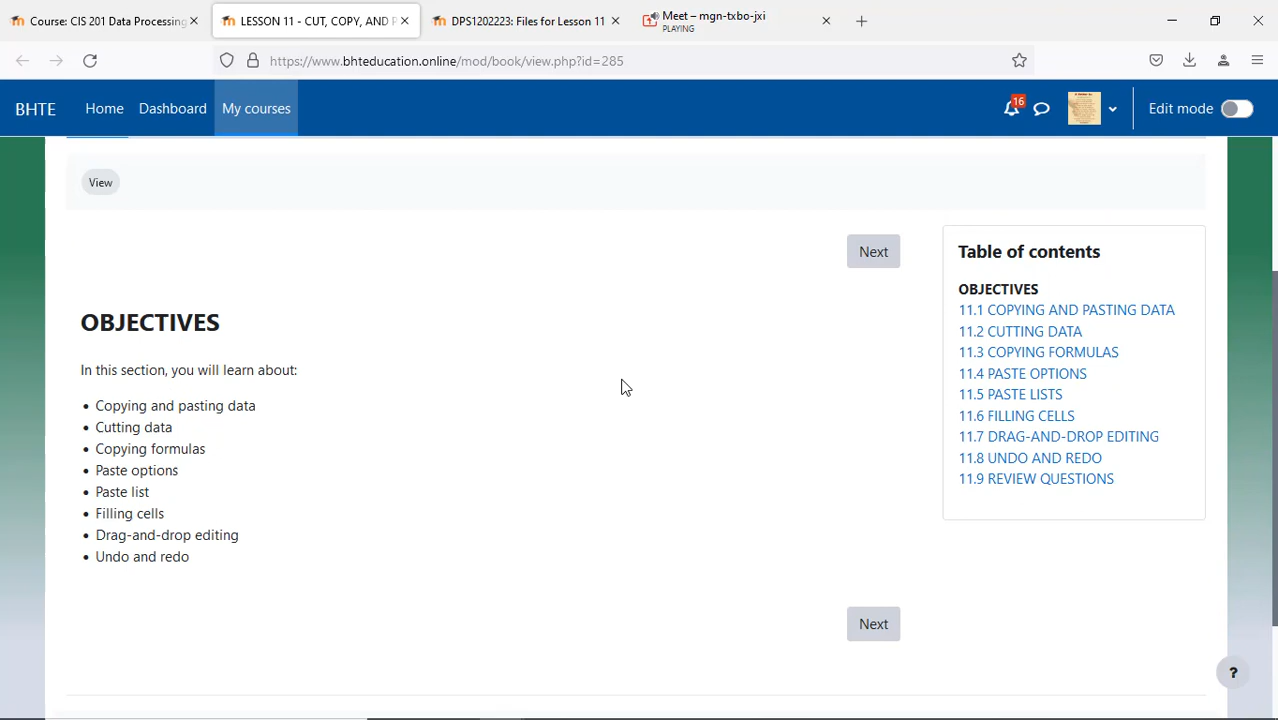 Course: CIS 201 Data Processing
LESSON 11 - CUT, COPY, AND P
DPS1202223: Files for Lesson 11
Meet – mgn-txbo-jxi
PLAYING
https://www.bhteducation.online/mod/book/view.php?id=285
BHTE
Home
Dashboard
My courses
16
Edit mode
View
Next
Table of contents
OBJECTIVES
11.1 COPYING AND PASTING DATA
11.2 CUTTING DATA
11.3 COPYING FORMULAS
11.4 PASTE OPTIONS
11.5 PASTE LISTS
11.6 FILLING CELLS
11.7 DRAG-AND-DROP EDITING
11.8 UNDO AND REDO
11.9 REVIEW QUESTIONS
OBJECTIVES
In this section, you will learn about:
• Copying and pasting data
• Cutting data
• Copying formulas
• Paste options
• Paste list
• Filling cells
• Drag-and-drop editing
• Undo and redo
Next
?